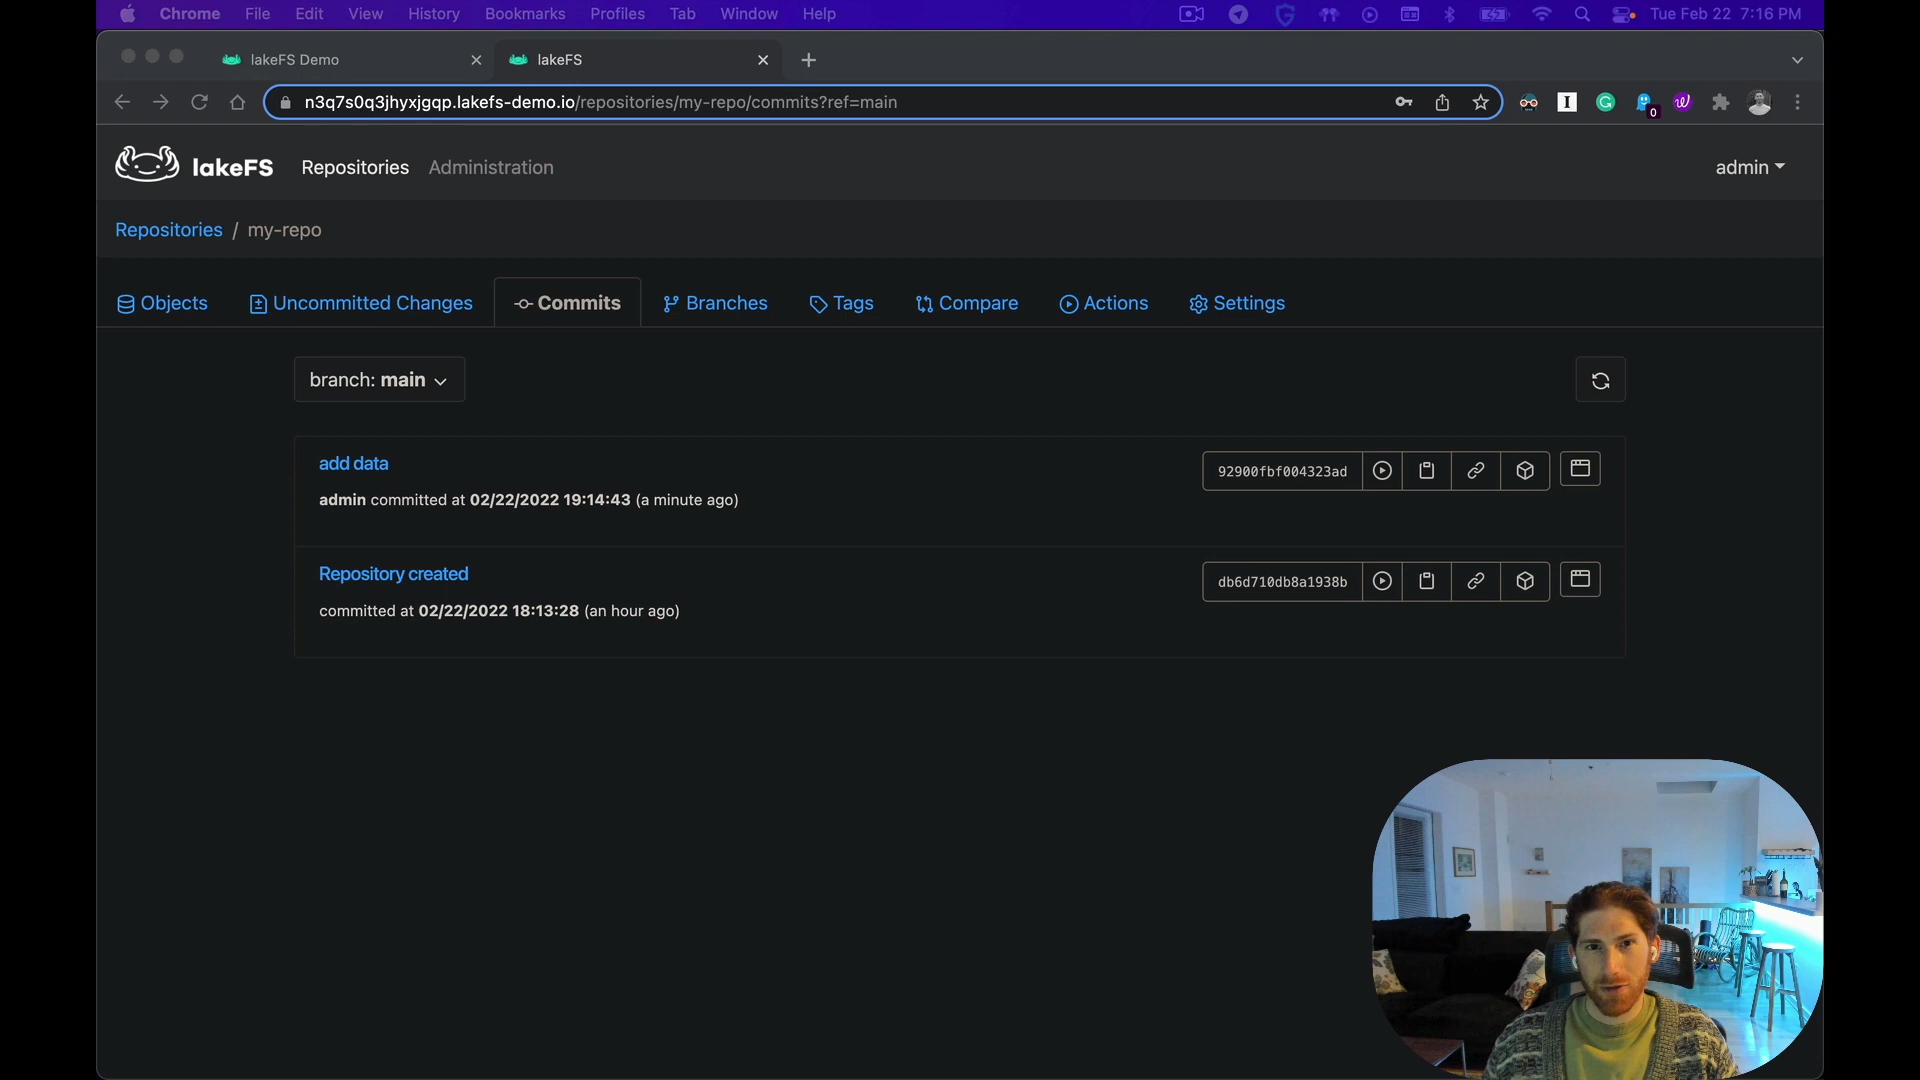 Chrome File Edit View History Bookmarks Profiles Tab Window Help Tue Feb 22 7:16 PM
lakeFS Demo lakeFS
n3q7s0q3jhyxjgqp.lakefs-demo.io/repositories/my-repo/commits?ref=main
0
lakeFS Repositories Administration admin
Repositories / my-repo
Objects Uncommitted Changes Commits Branches Tags Compare Actions Settings
branch: main
add data 92900fbf004323ad
admin committed at 02/22/2022 19:14:43 (a minute ago)
Repository created db6d710db8a1938b
committed at 02/22/2022 18:13:28 (an hour ago)